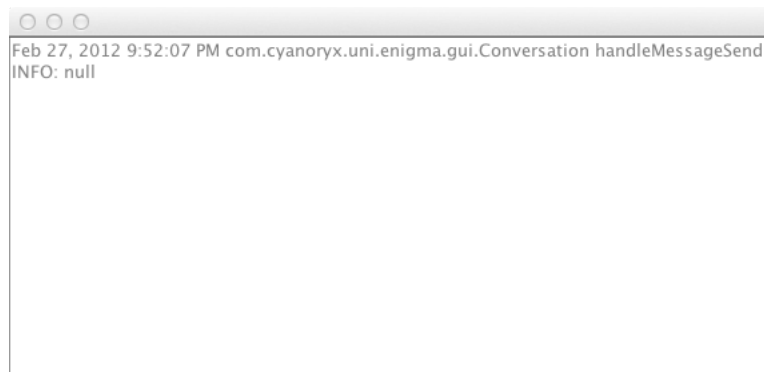 Feb 27, 2012 9:52:07 PM com.cyanoryx.uni.enigma.gui.Conversation handleMessageSend
INFO: null